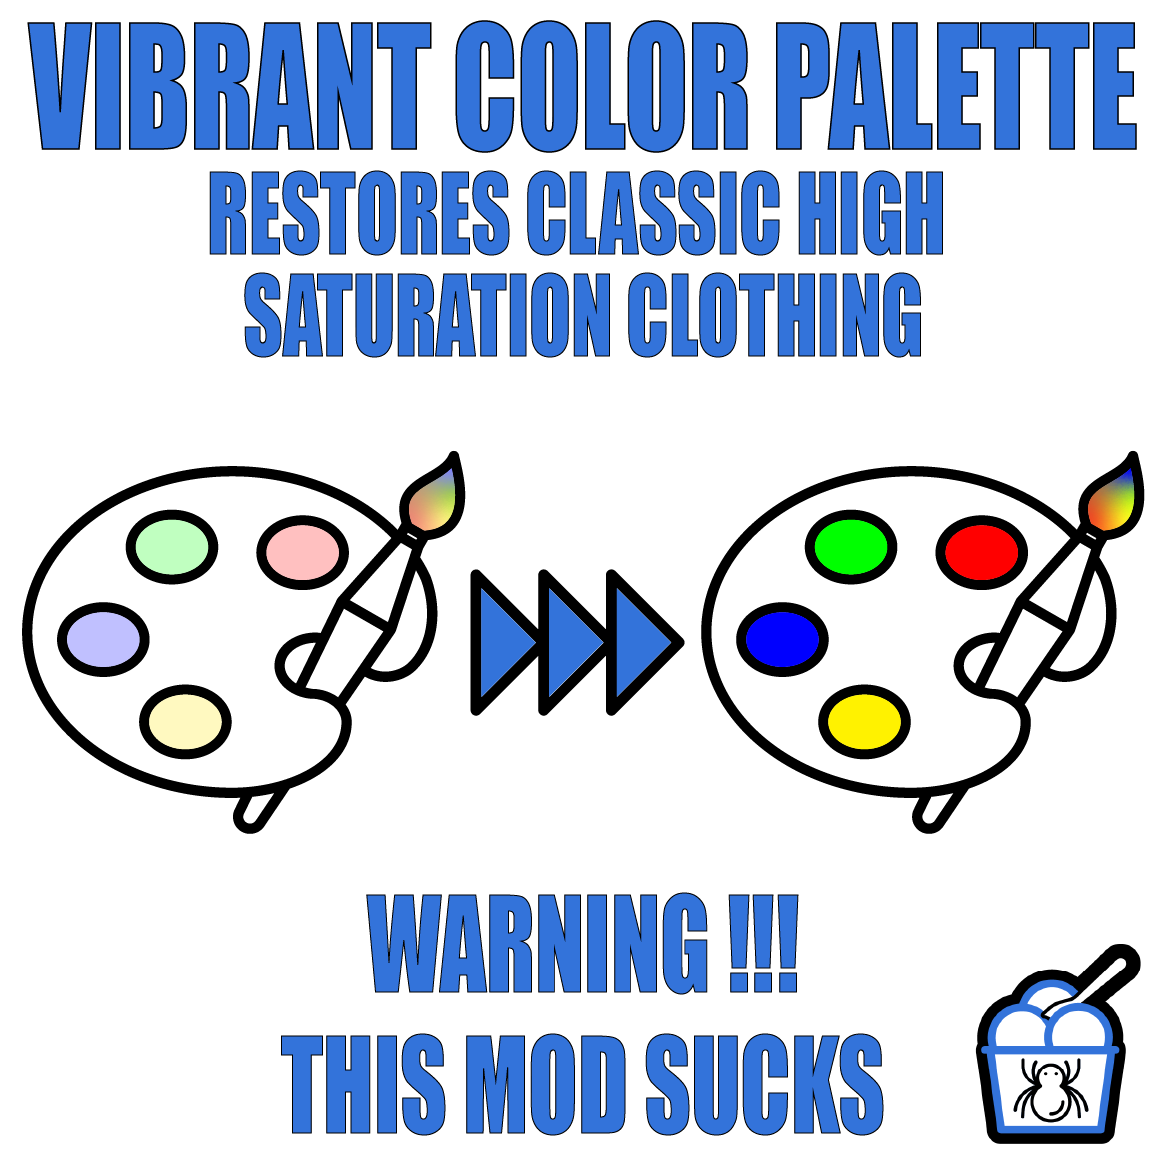 VIBRANT COLOR PALETTE
RESTORES CLASSIC HIGH
SATURATION CLOTHING
WARNING !!!
THIS MOD SUCKS